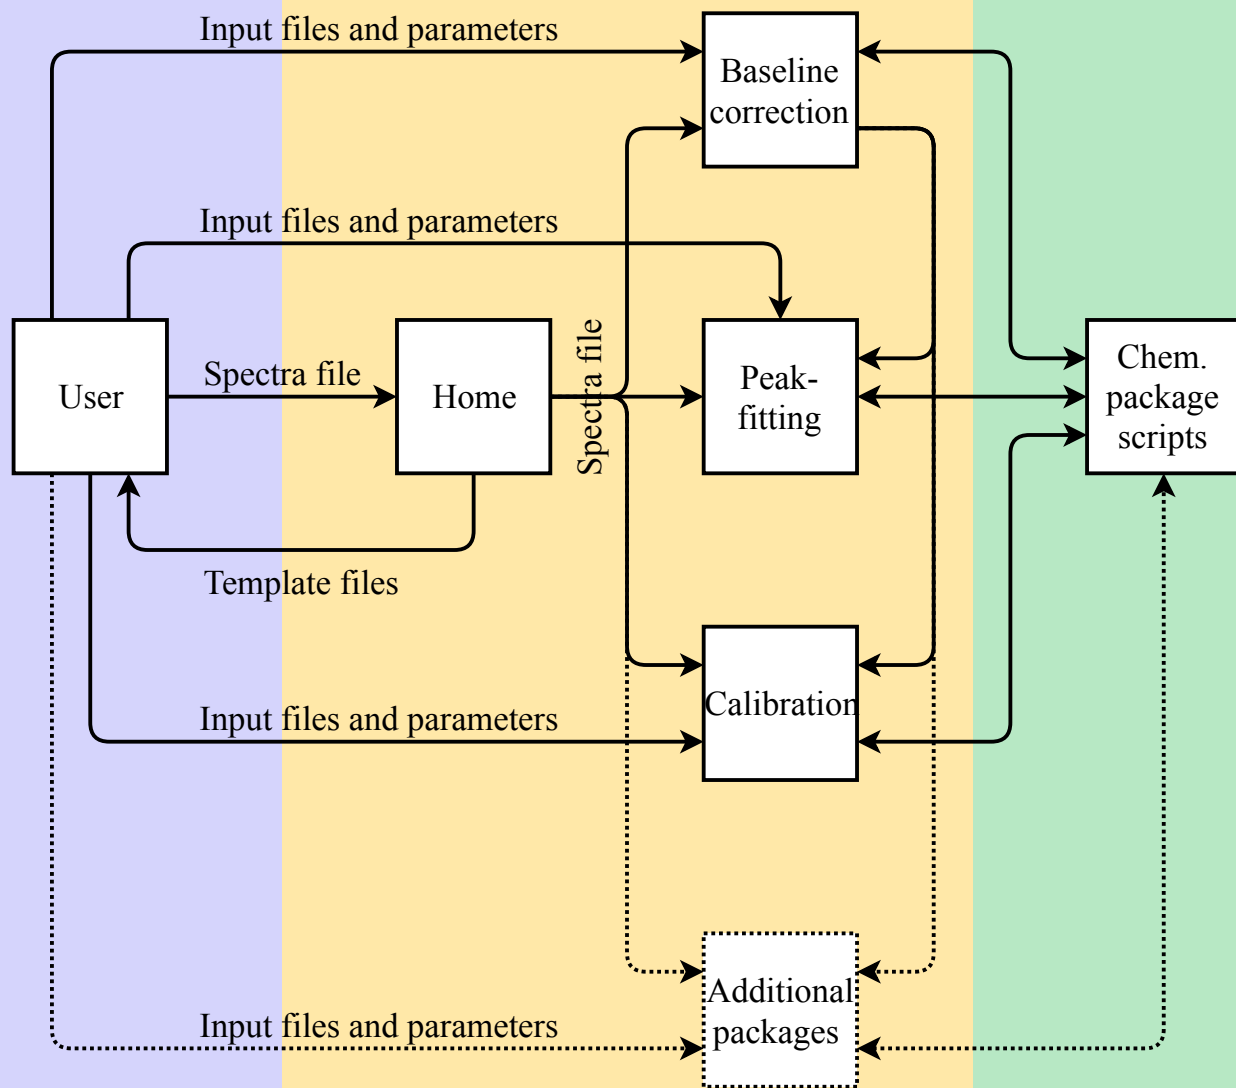 Input files and parameters
Baseline
correction
Input files and parameters
User
Spectra file
Home
Spectra file
Peak-
fitting
Chem.
package
scripts
Template files
Calibration
Input files and parameters
Additional
packages
Input files and parameters